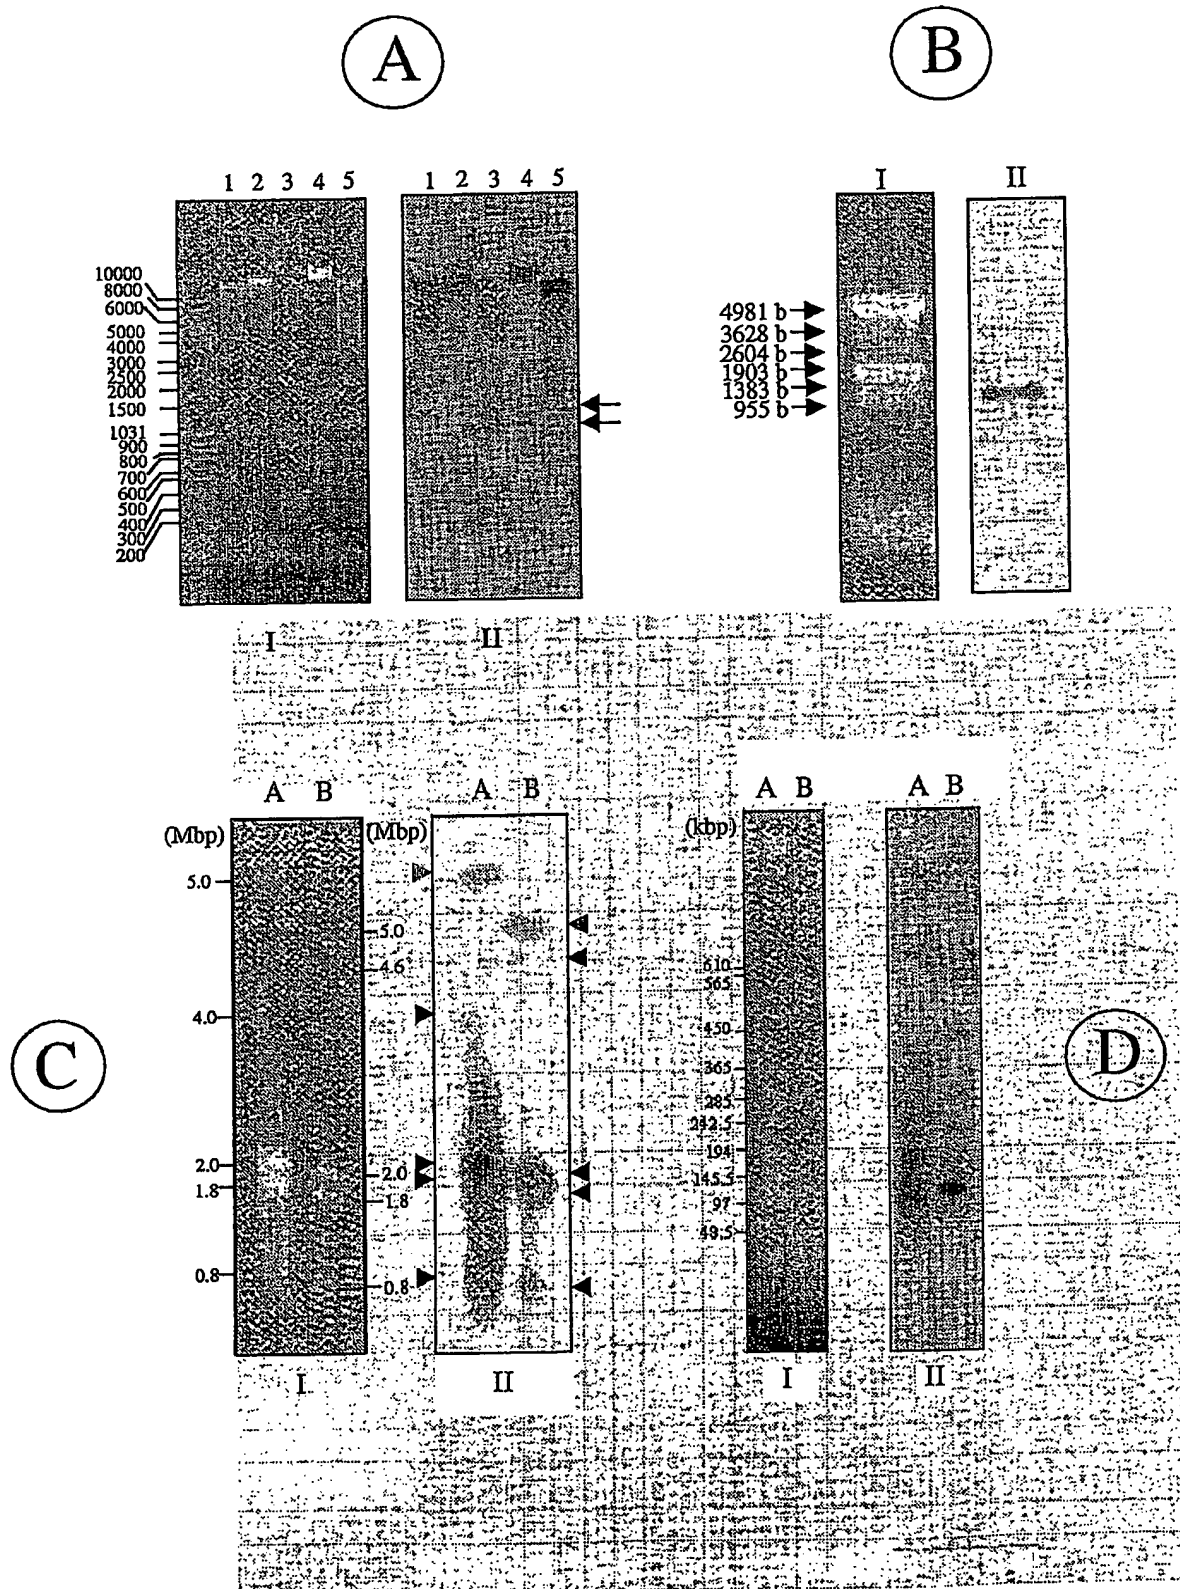 A
B
1 2 3 4 5
1 2 3 4 5
I
II
10000
8000
6000
5000
4000
3000
2500
2000
1500
1031
900
800
700
600
500
400
300
200
4981 b
3628 b
2604 b
1903 b
1383 b
955 b
I
II
C
A B
A B
(Mbp)
(Mbp)
5.0
4.0
2.0
1.8
0.8
5.0
4.6
2.0
1.8
0.8
I
II
D
A B
A B
(kbp)
610
565
450
365
285
242.5
194
145.5
97
48.5
I
II